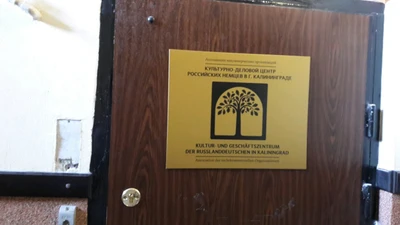 КУЛЬТУРНО-ДЕЛОВОЙ ЦЕНТР
РОССИЙСКИХ НЕМЦЕВ В Г. КАЛИНИНГРАДЕ
KULTUR- UND GESCHÄFTSZENTRUM
DER RUSSLANDDEUTSCHEN IN KALININGRAD